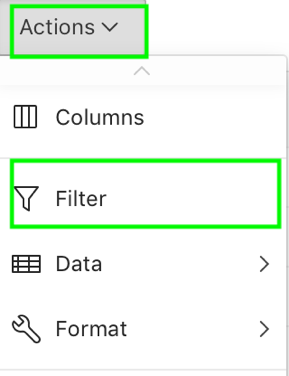 Actions
Columns
Filter
Data
Format